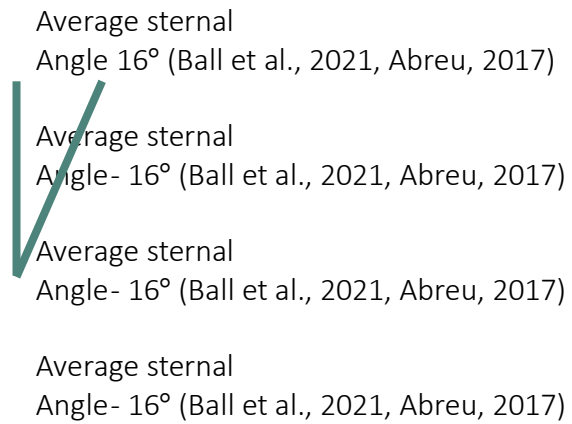 Average sternal
Angle 16° (Ball et al., 2021, Abreu, 2017)
Average sternal
Angle- 16° (Ball et al., 2021, Abreu, 2017)
Average sternal
Angle- 16° (Ball et al., 2021, Abreu, 2017)
Average sternal
Angle- 16° (Ball et al., 2021, Abreu, 2017)